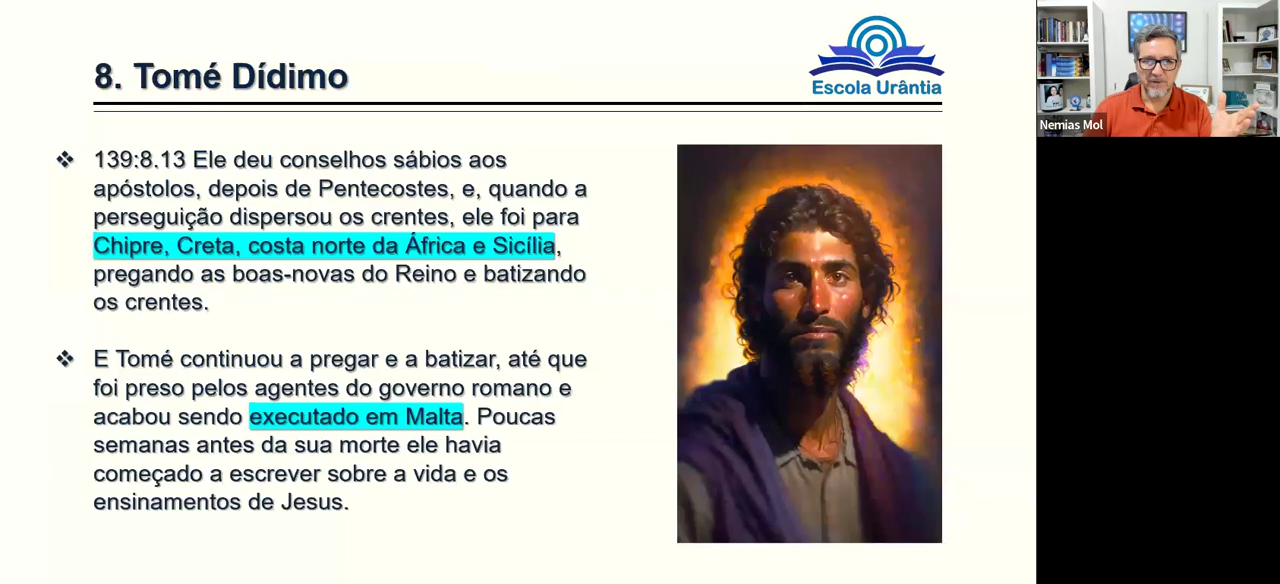 8. Tomé Dídimo
Escola Urântia
❖ 139:8.13 Ele deu conselhos sábios aos
apóstolos, depois de Pentecostes, e, quando a
perseguição dispersou os crentes, ele foi para
Chipre, Creta, costa norte da África e Sicília,
pregando as boas-novas do Reino e batizando
os crentes.
❖ E Tomé continuou a pregar e a batizar, até que
foi preso pelos agentes do governo romano e
acabou sendo executado em Malta. Poucas
semanas antes da sua morte ele havia
começado a escrever sobre a vida e os
ensinamentos de Jesus.
Nemias Mol